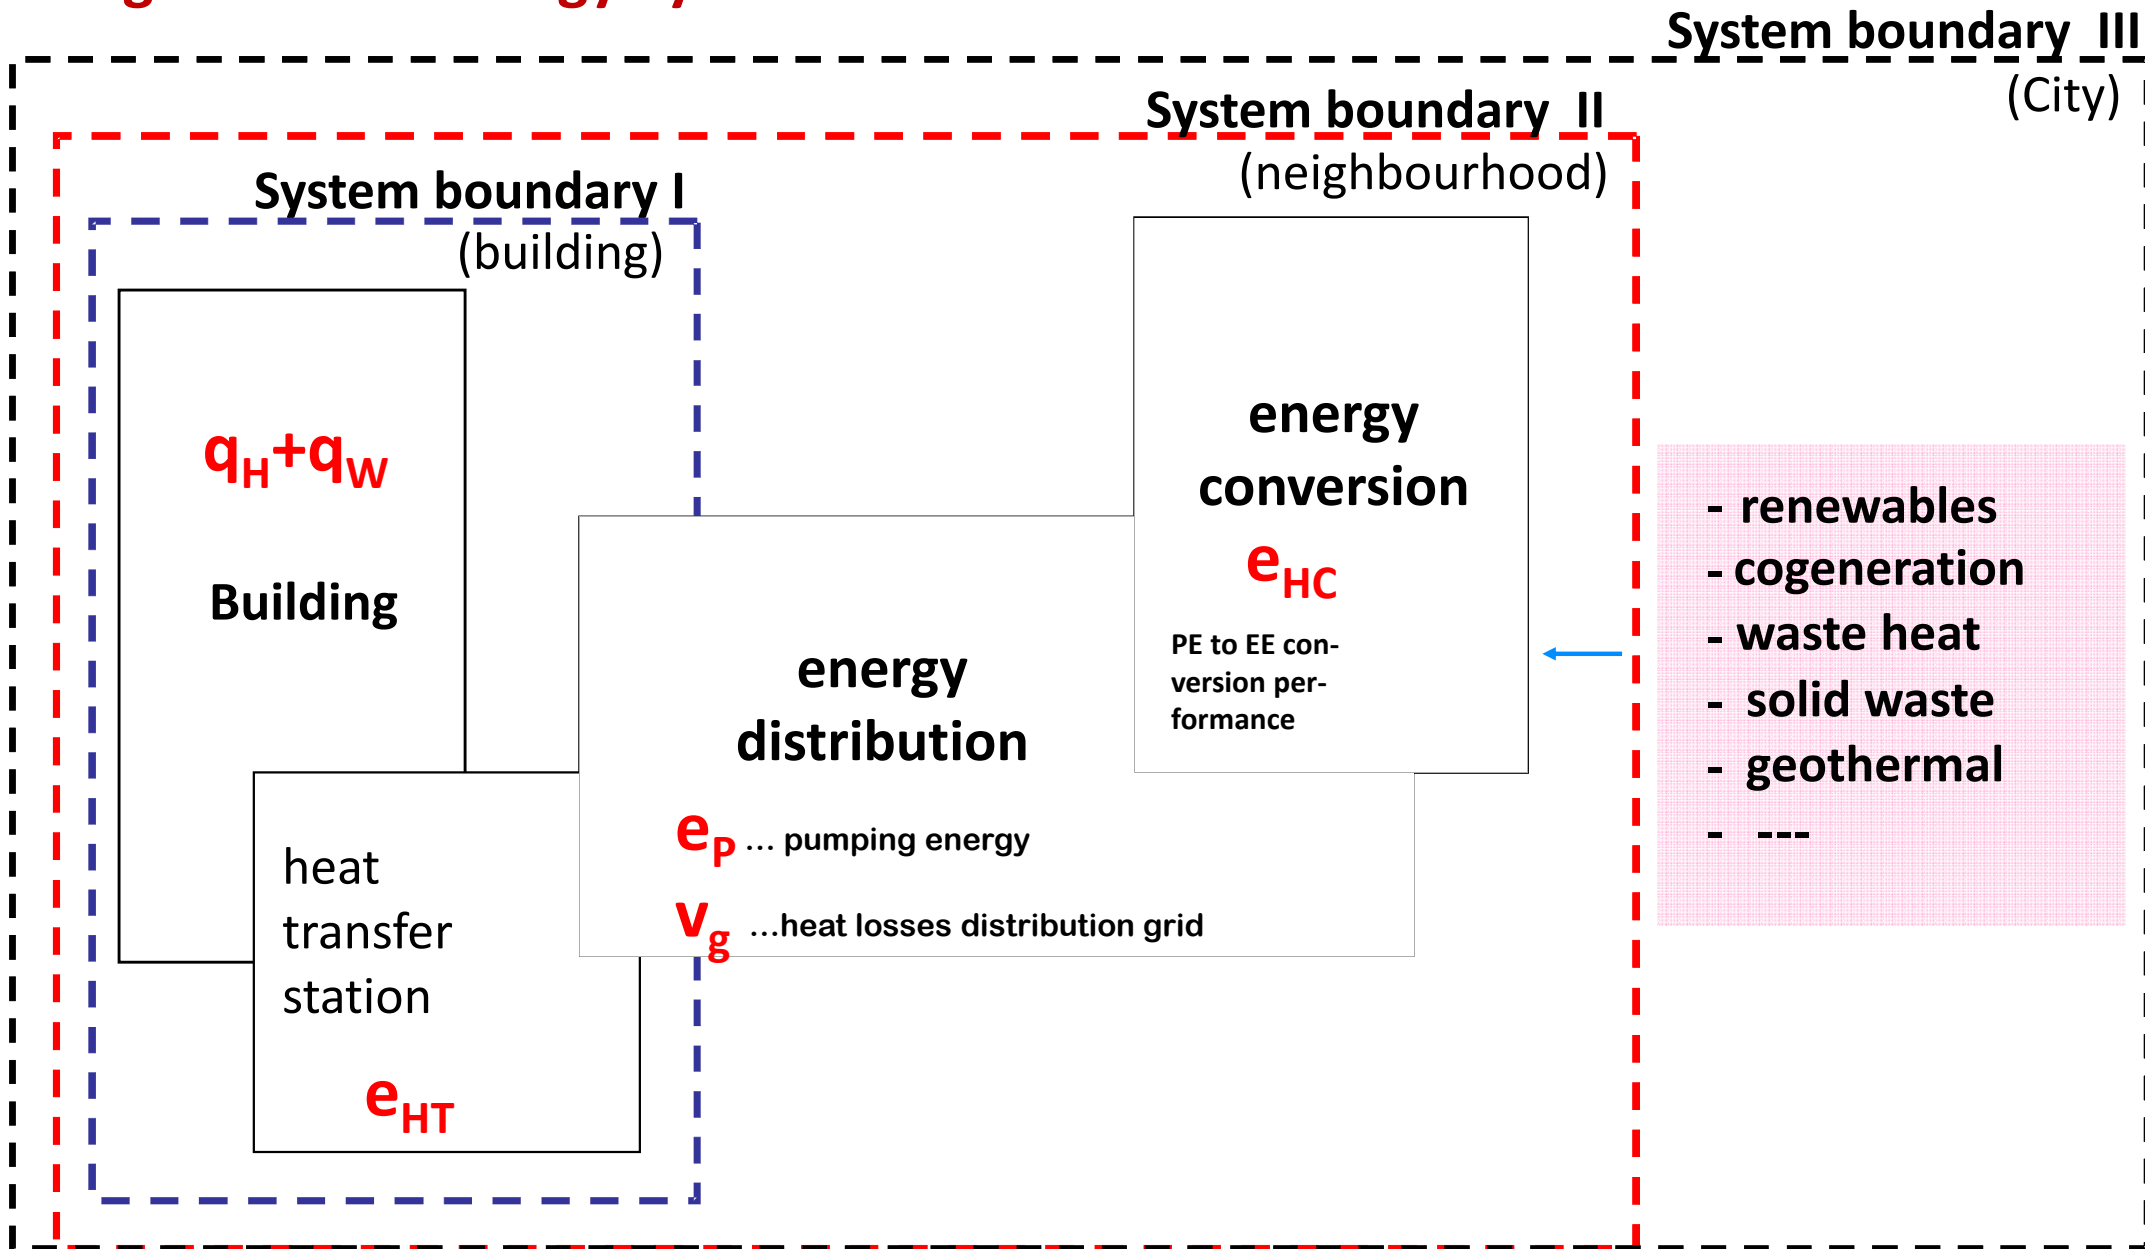 System boundary III
(City)
System boundary II
(neighbourhood)
System boundary I
(building)
qH+qW
Building
heat
transfer
station
eHT
energy
distribution
eP ... pumping energy
vg ...heat losses distribution grid
energy
conversion
eHC
PE to EE con-
version per-
formance
- renewables
- cogeneration
- waste heat
- solid waste
- geothermal
- ---